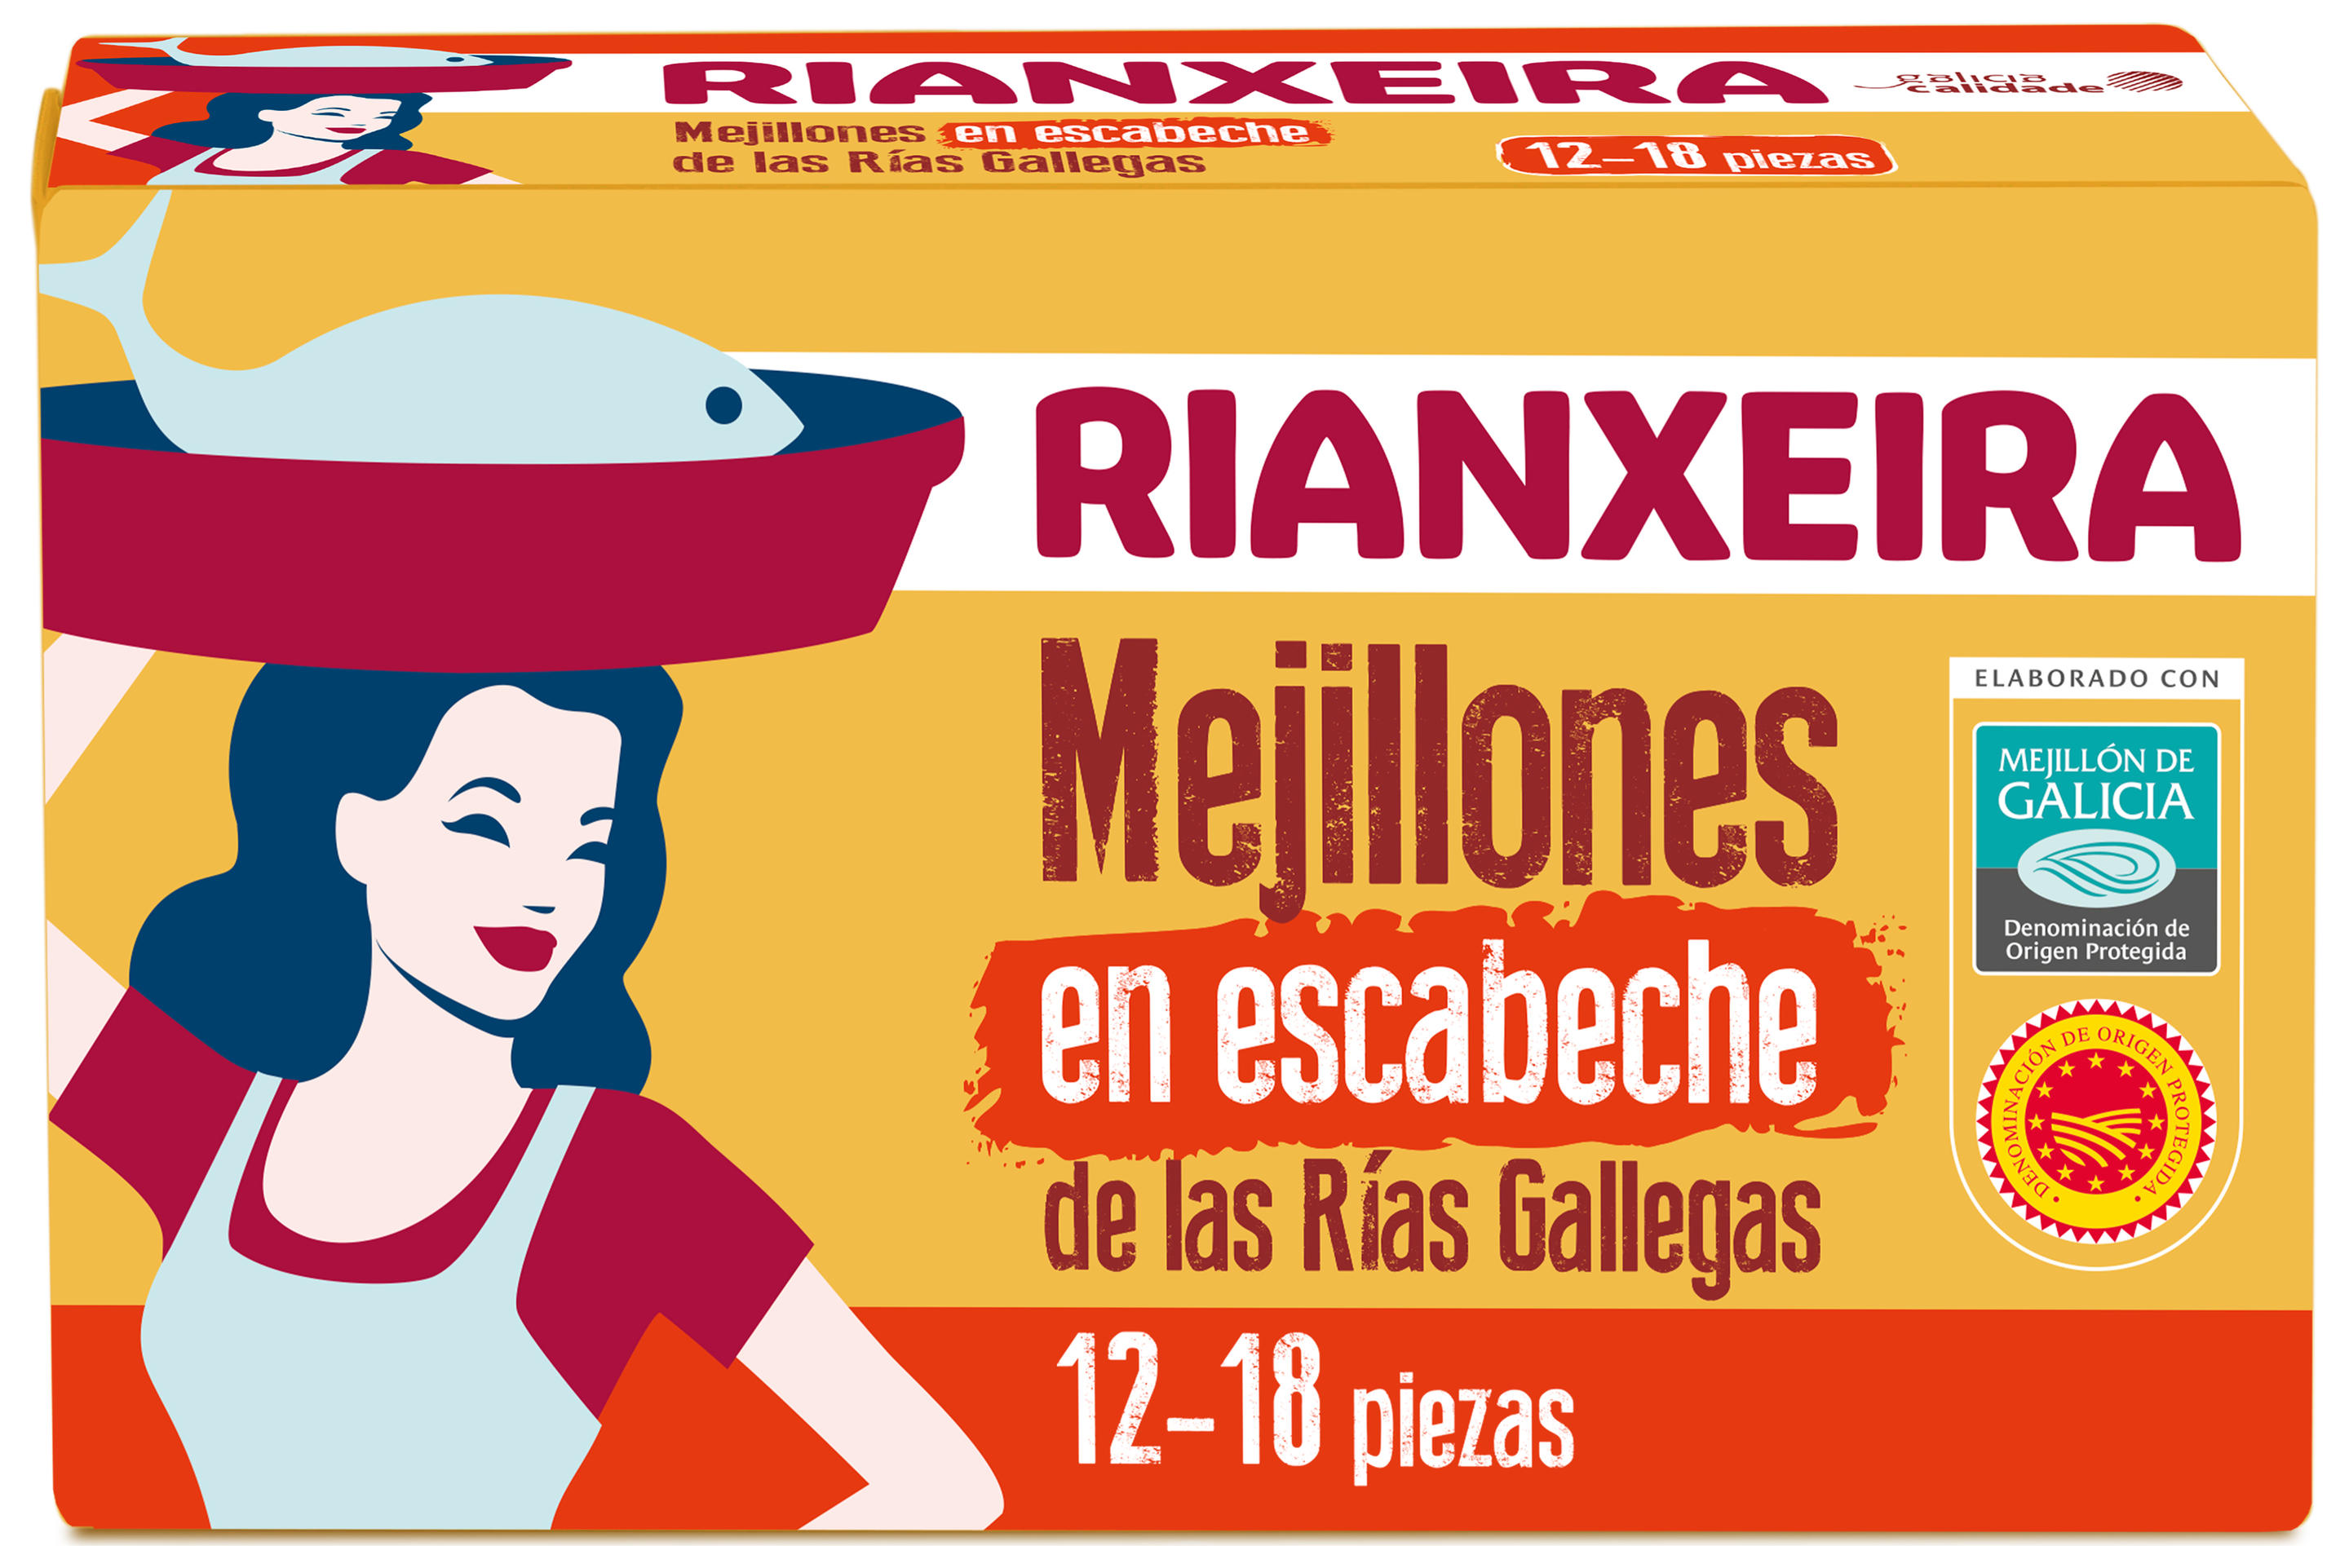 RIANXEIRA
galicia
calidade
Mejillones en escabeche
de las Rías Gallegas
12-18 piezas
RIANXEIRA
Mejillones
en escabeche
de las Rías Gallegas
12-18 piezas
ELABORADO CON
MEJILLÓN DE
GALICIA
Denominación de
Origen Protegida
DENOMINACIÓN DE ORIGEN PROTEGIDA